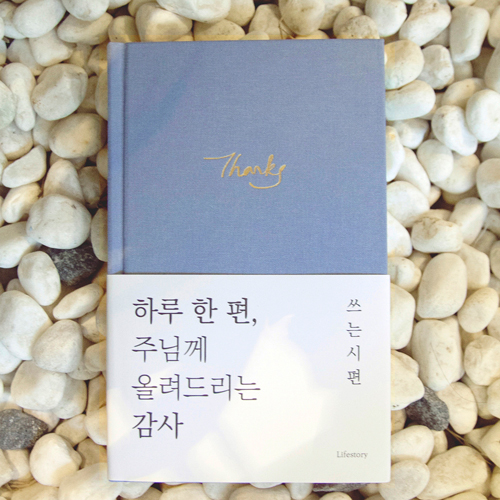 Thanks
하루 한 편,
주님께
올려드리는
감사
쓰는시편
Lifestory